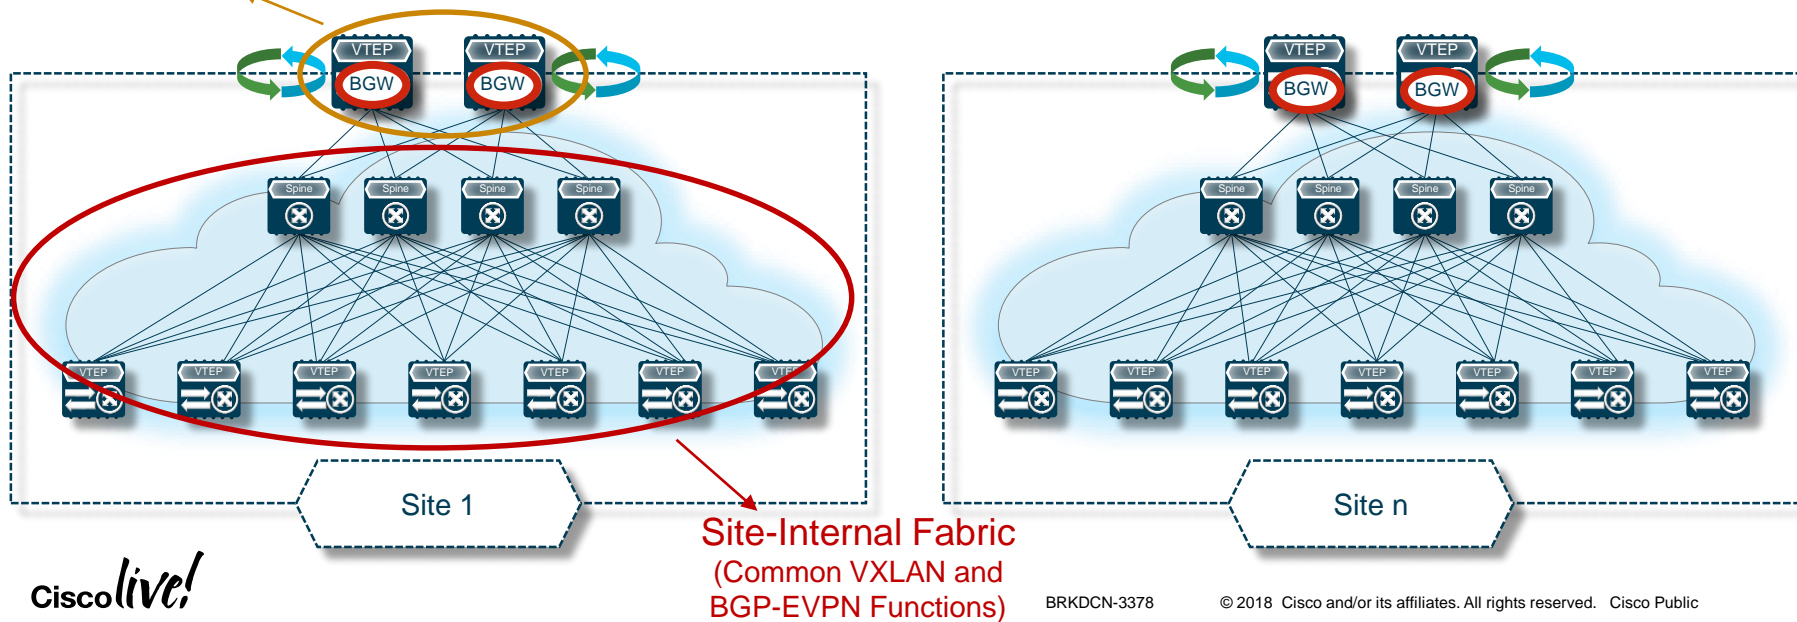 VTEP VTEP VTEP VTEP
BGW BGW BGW BGW
Spine Spine Spine Spine Spine Spine Spine Spine
VTEP VTEP VTEP VTEP VTEP VTEP VTEP VTEP VTEP VTEP VTEP VTEP VTEP VTEP
Site 1 Site n
Site-Internal Fabric
(Common VXLAN and
BGP-EVPN Functions)
Cisco live!
BRKDCN-3378 © 2018 Cisco and/or its affiliates. All rights reserved. Cisco Public